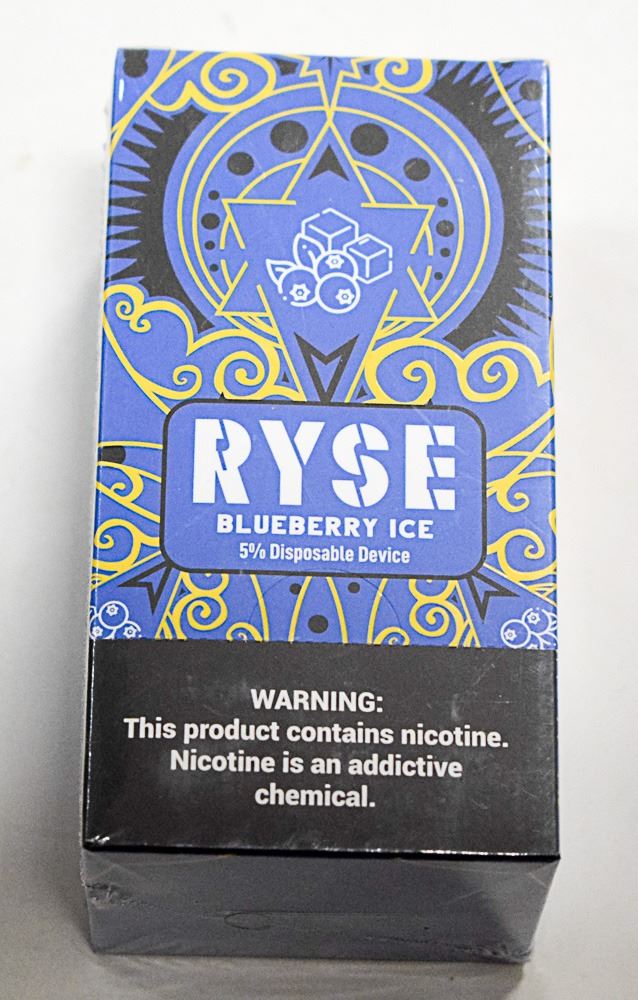 RYSE
BLUEBERRY ICE
5% Disposable Device
WARNING:
This product contains nicotine.
Nicotine is an addictive
chemical.